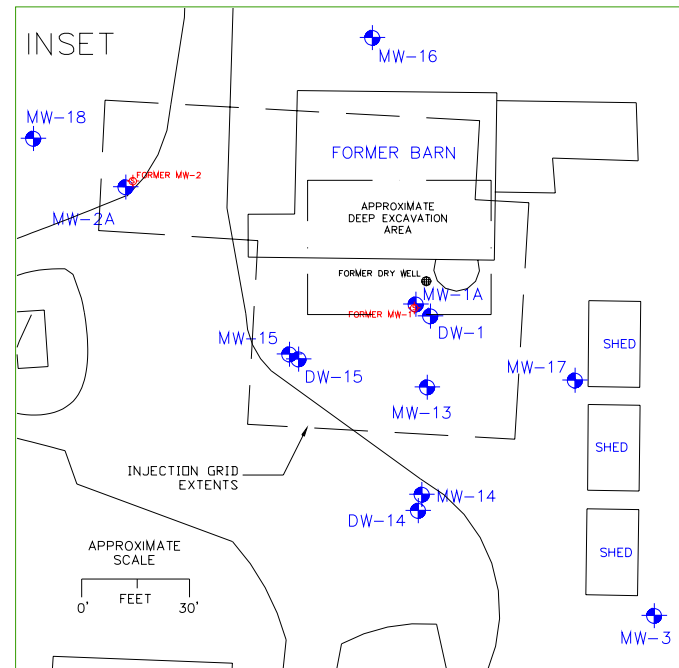 INSET
MW-16
MW-18
FORMER BARN
FORMER MW-2
MW-2A
APPROXIMATE
DEEP EXCAVATION
AREA
FORMER DRY WELL
MW-1A
FORMER MW-1
DW-1
MW-15
DW-15
MW-17
SHED
MW-13
SHED
INJECTION GRID
EXTENTS
MW-14
DW-14
APPROXIMATE
SCALE
SHED
FEET
0' 30'
MW-3